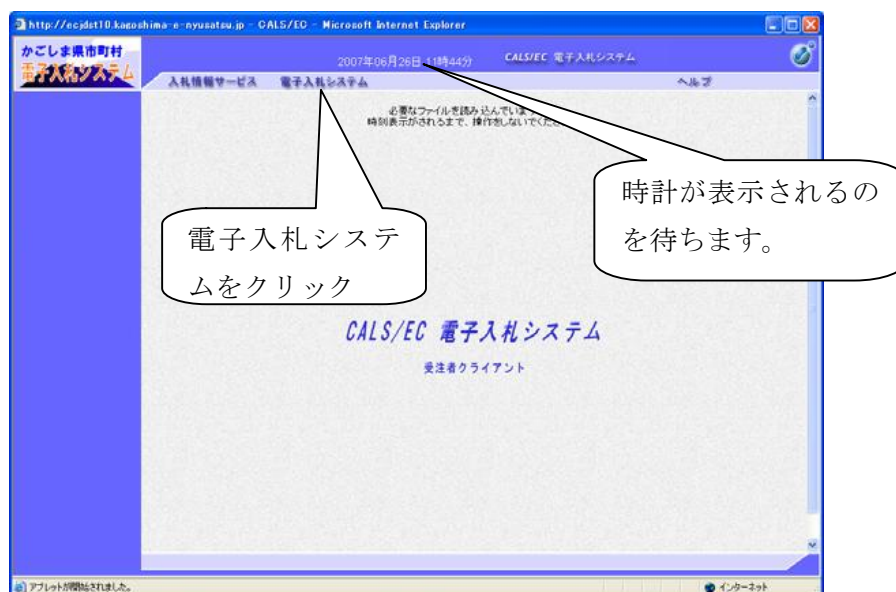 http://ecjdst10.kagoshima-e-nyusatsu.jp - CALS/EC - Microsoft Internet Explorer
かごしま県市町村
電子入札システム
2007年06月26日 11時44分
CALS/EC 電子入札システム
入札情報サービス 電子入札システム ヘルプ
必要なファイルを読み込んでいます
時刻表示がされるまで、操作をしないでくださ
時計が表示されるの
を待ちます。
電子入札システ
ムをクリック
CALS/EC 電子入札システム
受注者クライアント
アプレットが開始されました。
インターネット